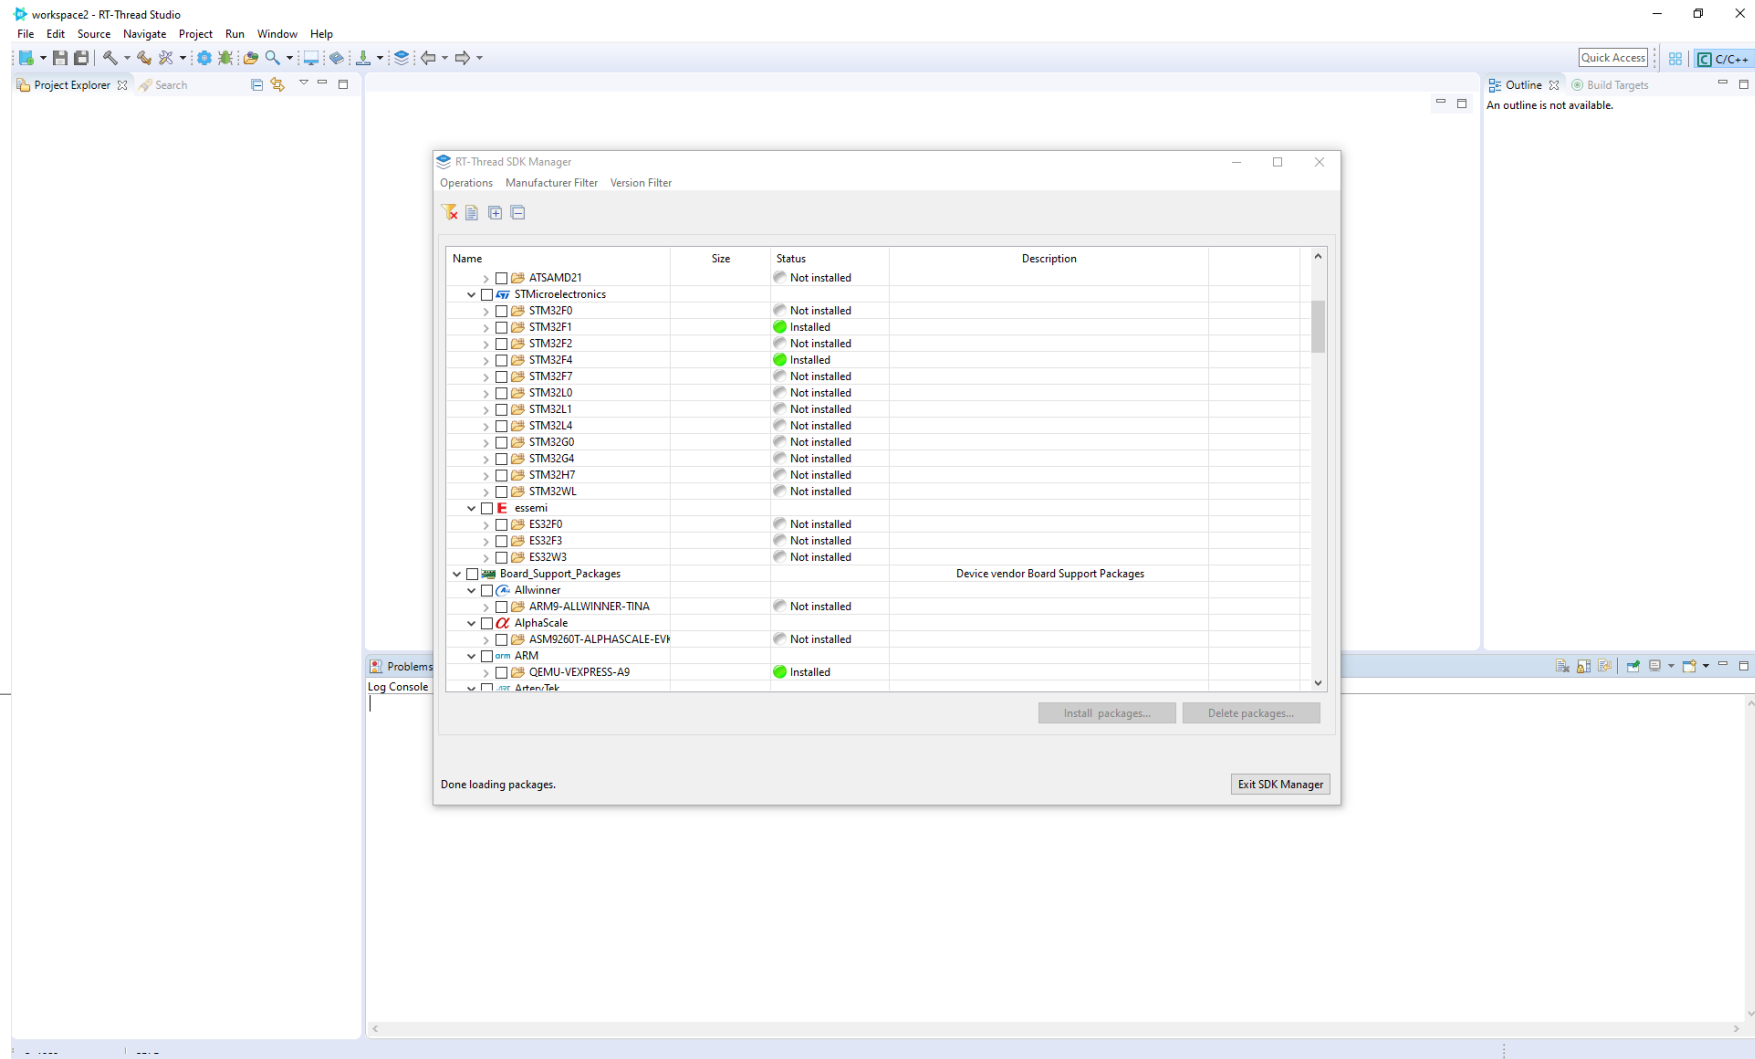 workspace2 - RT-Thread Studio
File Edit Source Navigate Project Run Window Help
Quick Access
C/C++
Project Explorer
Search
Outline
Build Targets
An outline is not available.
RT-Thread SDK Manager
Operations Manufacturer Filter Version Filter
Name Size Status Description
ATSAMD21 Not installed
STMicroelectronics
STM32F0 Not installed
STM32F1 Installed
STM32F2 Not installed
STM32F4 Installed
STM32F7 Not installed
STM32L0 Not installed
STM32L1 Not installed
STM32L4 Not installed
STM32G0 Not installed
STM32G4 Not installed
STM32H7 Not installed
STM32WL Not installed
essemi
ES32F0 Not installed
ES32F3 Not installed
ES32W3 Not installed
Board_Support_Packages Device vendor Board Support Packages
Allwinner
ARM9-ALLWINNER-TINA Not installed
AlphaScale
ASM9260T-ALPHASCALE-EVK Not installed
arm ARM
QEMU-VEXPRESS-A9 Installed
ArteryTek
Problems
Log Console
Install packages... Delete packages...
Done loading packages.
Exit SDK Manager